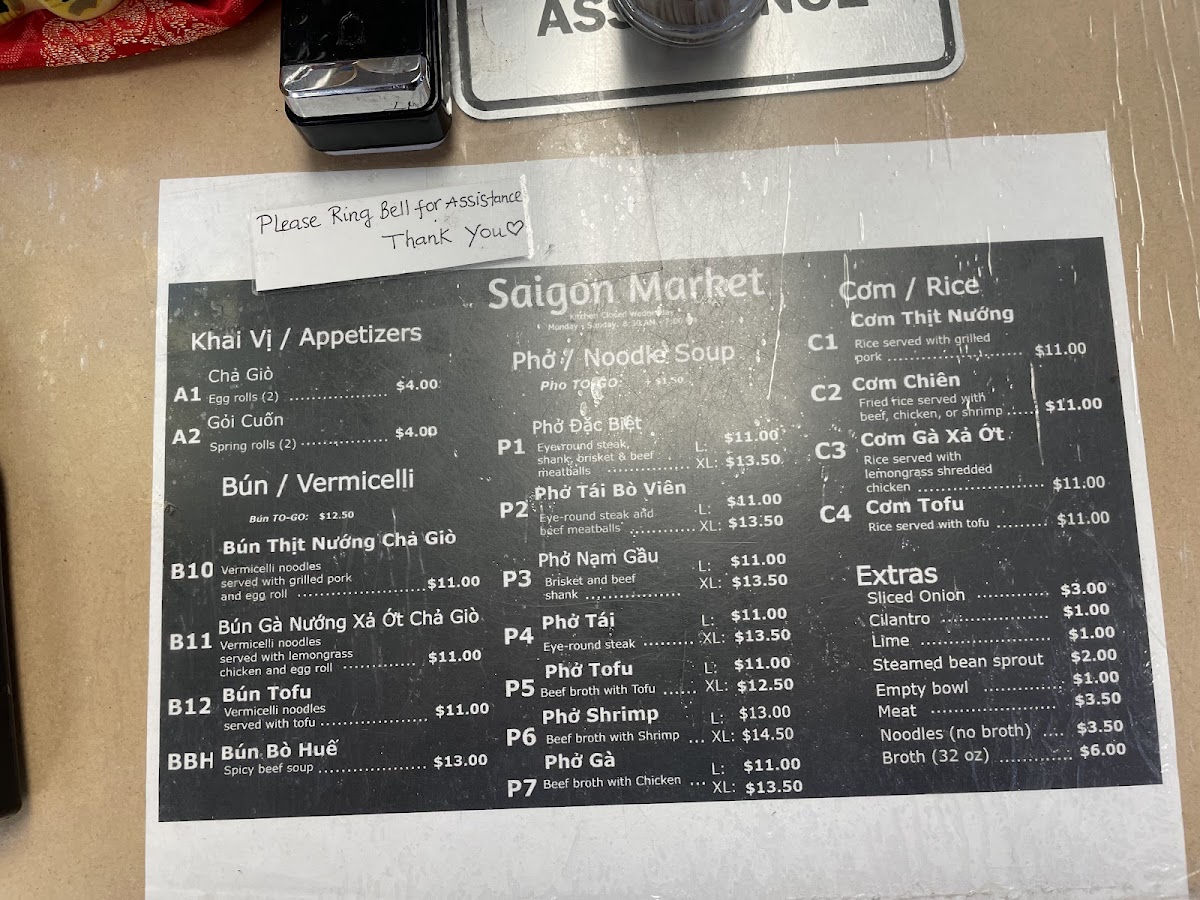 ASS
Please Ring Bell for Assistance
Thank You♡
Saigon Market
Kitchen Closed Wednesday
Monday - Sunday: 8:30 AM -
Khai Vị / Appetizers
A1 Chả Giò
Egg rolls (2) .................... $4.00
A2 Gỏi Cuốn
Spring rolls (2) .................. $4.00
Bún / Vermicelli
Bún TO-GO: $12.50
B10 Bún Thịt Nướng Chả Giò
Vermicelli noodles
served with grilled pork
and egg roll .................... $11.00
B11 Bún Gà Nướng Xả Ớt Chả Giò
Vermicelli noodles
served with lemongrass
chicken and egg roll ............ $11.00
B12 Bún Tofu
Vermicelli noodles
served with tofu .................. $11.00
BBH Bún Bò Huế
Spicy beef soup .................. $13.00
Phở / Noodle Soup
Pho TO-GO: + $1.50
P1 Phở Đặc Biệt
Eye-round steak, L: $11.00
shank, brisket & beef XL: $13.50
meatballs ..................
P2 Phở Tái Bò Viên
Eye-round steak and L: $11.00
beef meatballs .............. XL: $13.50
P3 Phở Nạm Gầu
Brisket and beef L: $11.00
shank .................. XL: $13.50
P4 Phở Tái L: $11.00
Eye-round steak ............ XL: $13.50
P5 Phở Tofu L: $11.00
Beef broth with Tofu ...... XL: $12.50
P6 Phở Shrimp L: $13.00
Beef broth with Shrimp ... XL: $14.50
P7 Phở Gà L: $11.00
Beef broth with Chicken ... XL: $13.50
Cơm / Rice
C1 Cơm Thịt Nướng
Rice served with grilled
pork .......................... $11.00
C2 Cơm Chiên
Fried rice served with
beef, chicken, or shrimp ..... $11.00
C3 Cơm Gà Xả Ớt
Rice served with
lemongrass shredded
chicken ........................ $11.00
C4 Cơm Tofu
Rice served with tofu .......... $11.00
Extras
Sliced Onion .............. $3.00
Cilantro ........................ $1.00
Lime .......................... $1.00
Steamed bean sprout $2.00
Empty bowl .............. $1.00
Meat .......................... $3.50
Noodles (no broth) .... $3.50
Broth (32 oz) .............. $6.00